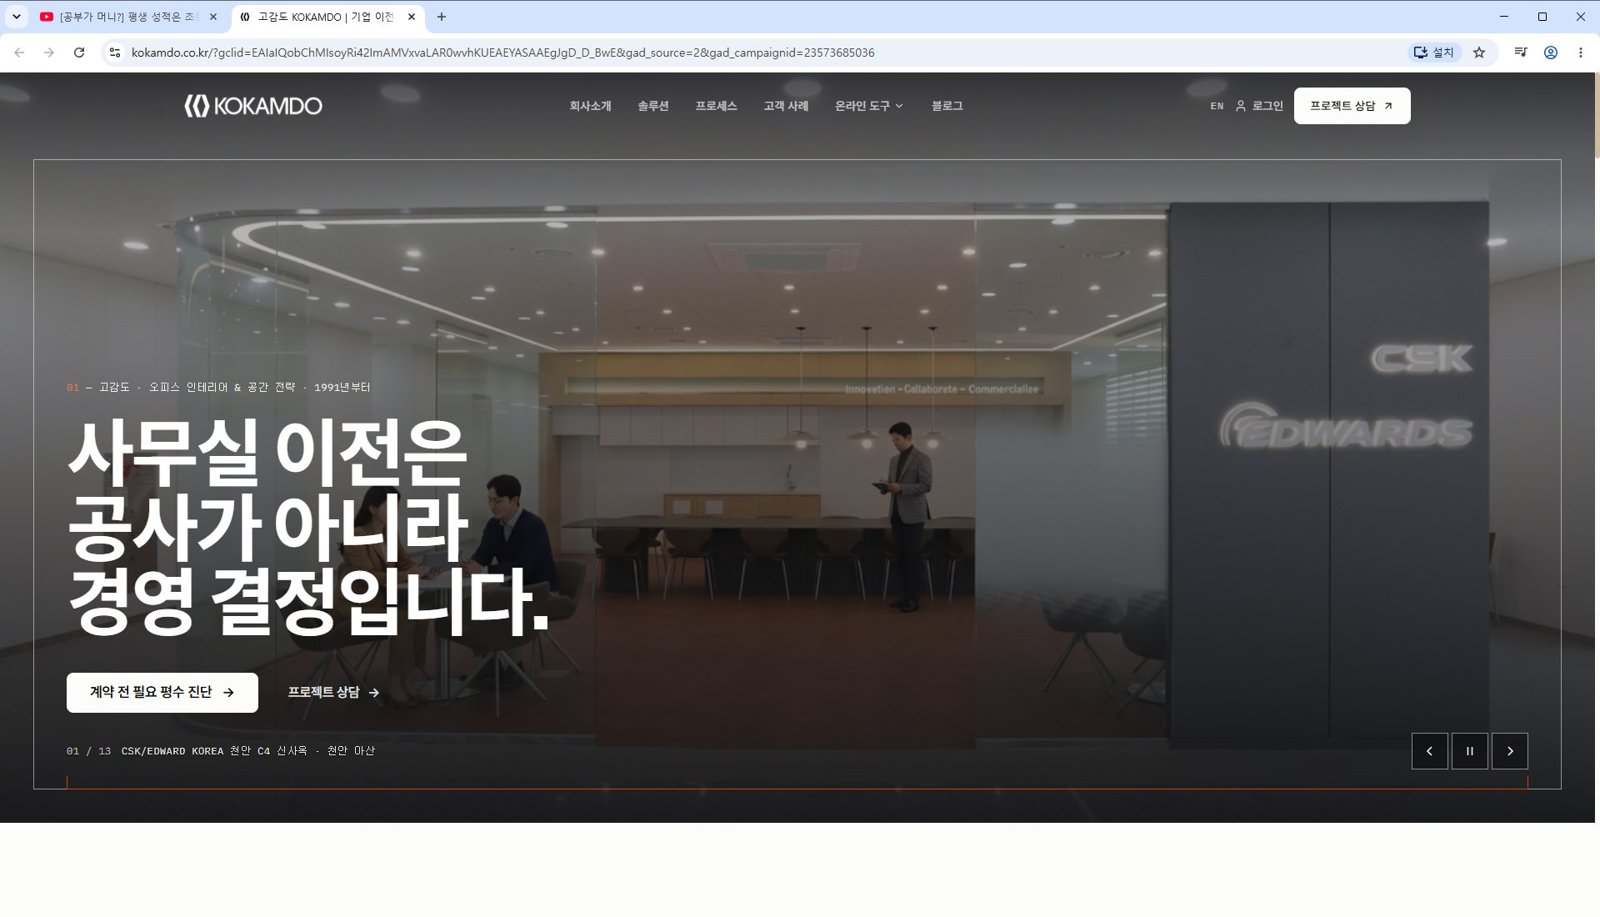 [공부가 머니?] 평생 성적은 초
고감도 KOKAMDO | 기업 이전
kokamdo.co.kr/?gclid=EAIaIQobChMIsoyRi42ImAMVxvaLAR0wvhKUEAEYASAAEgJgD_D_BwE&gad_source=2&gad_campaignid=23573685036
설치
KOKAMDO
회사소개
솔루션
프로세스
고객 사례
온라인 도구
블로그
EN
로그인
프로젝트 상담
CSK
EDWARDS
Innovation - Collaborate - Commercialise
01 — 고감도 · 오피스 인테리어 & 공간 전략 · 1991년부터
사무실 이전은
공사가 아니라
경영 결정입니다.
계약 전 필요 평수 진단 →
프로젝트 상담 →
01 / 13 CSK/EDWARD KOREA 천안 C4 신사옥 · 천안 아산